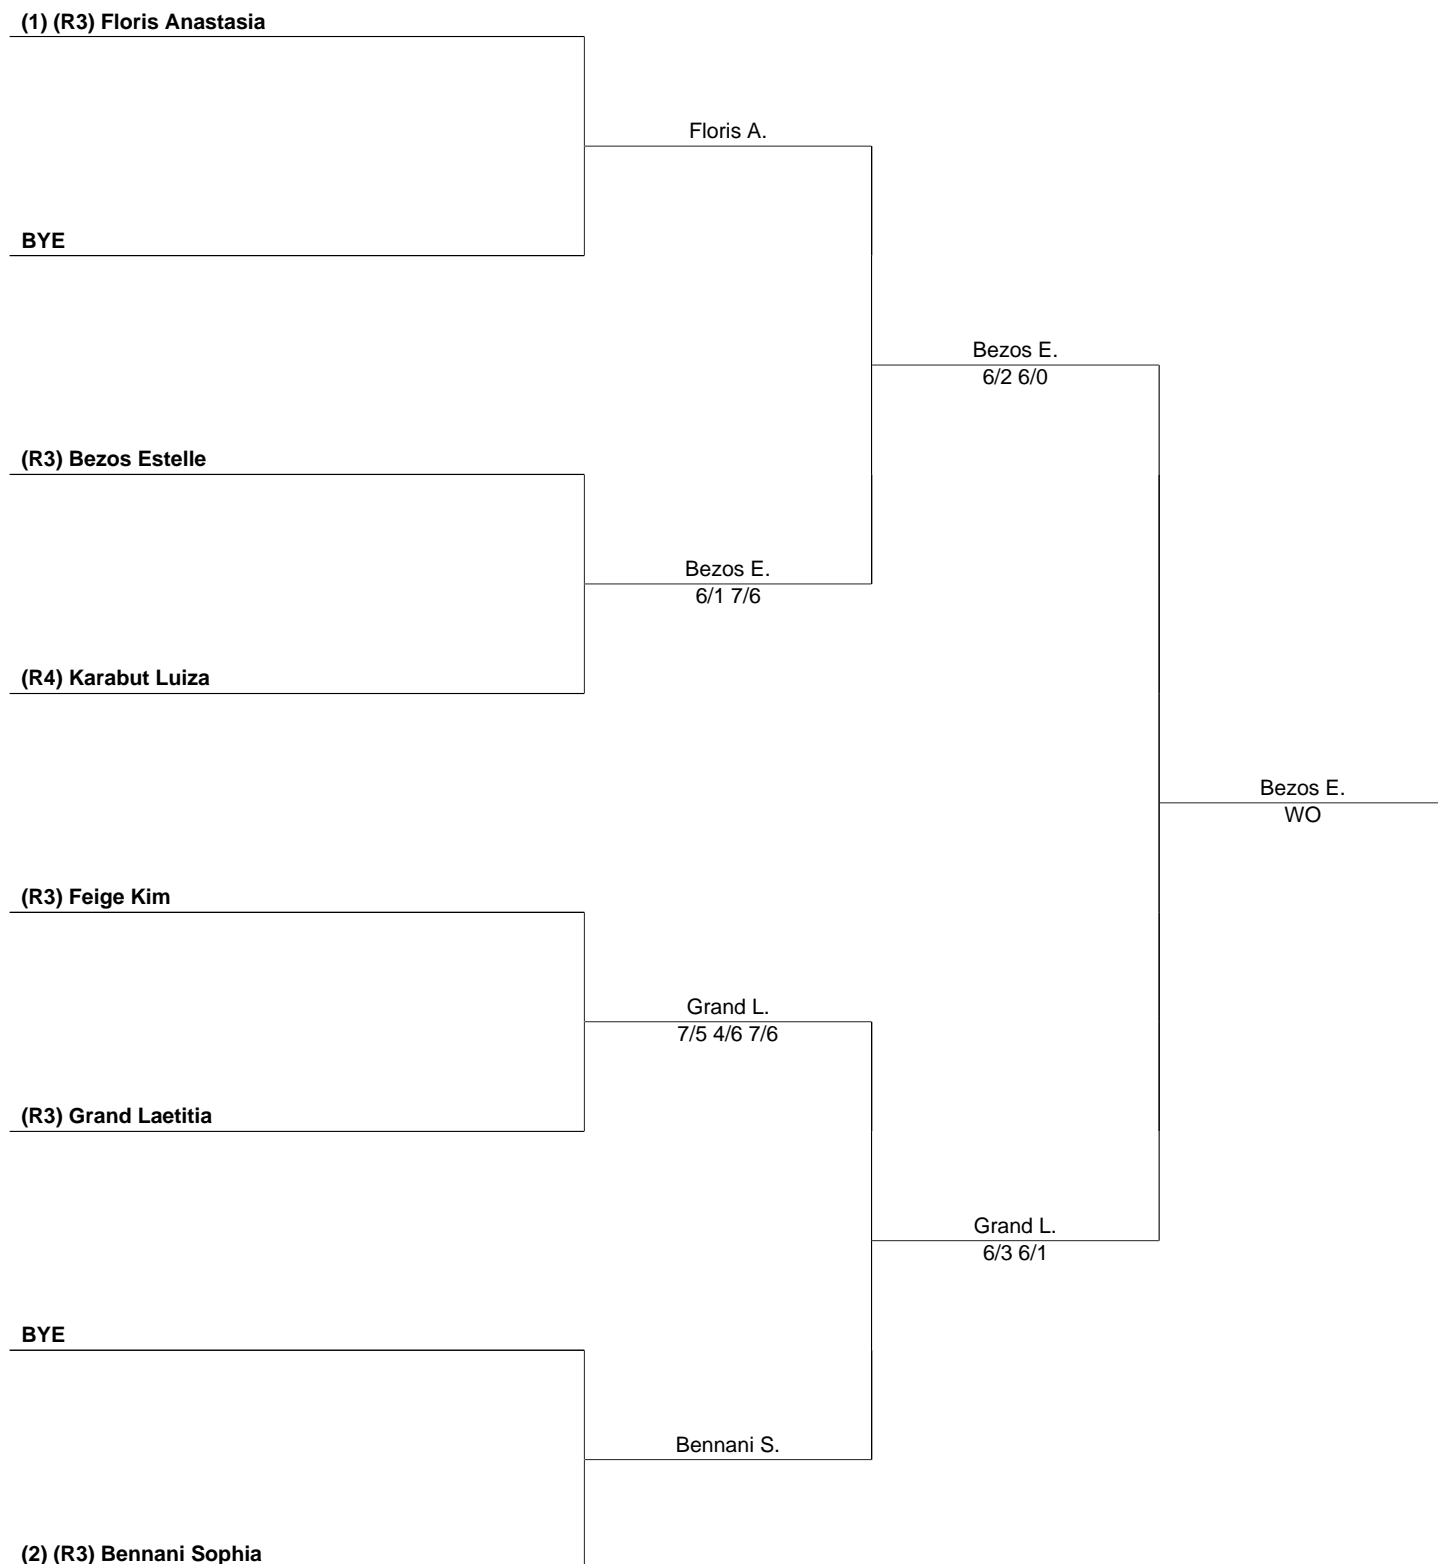 (1) (R3) Floris Anastasia
Floris A.
BYE
Bezos E.
6/2 6/0
(R3) Bezos Estelle
Bezos E.
6/1 7/6
(R4) Karabut Luiza
Bezos E.
WO
(R3) Feige Kim
Grand L.
7/5 4/6 7/6
(R3) Grand Laetitia
Grand L.
6/3 6/1
BYE
Bennani S.
(2) (R3) Bennani Sophia